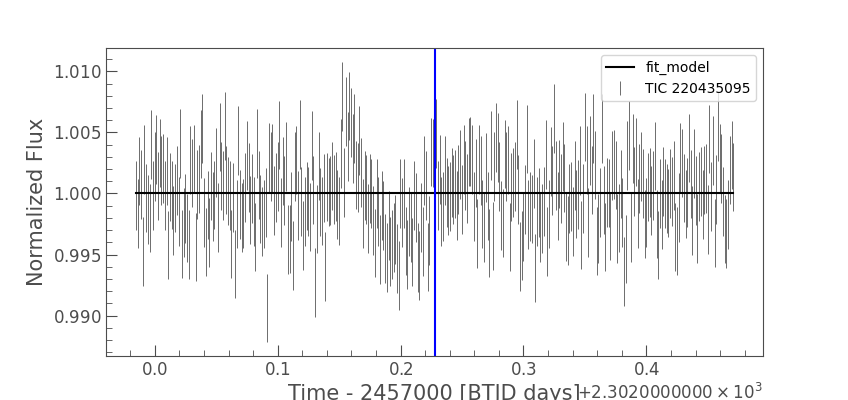 fit_model
TIC 220435095
1.010
1.005
1.000
0.995
0.990
Normalized Flux
0.0 0.1 0.2 0.3 0.4
Time - 2457000 [BTJD days]
+2.3020000000 × 10³